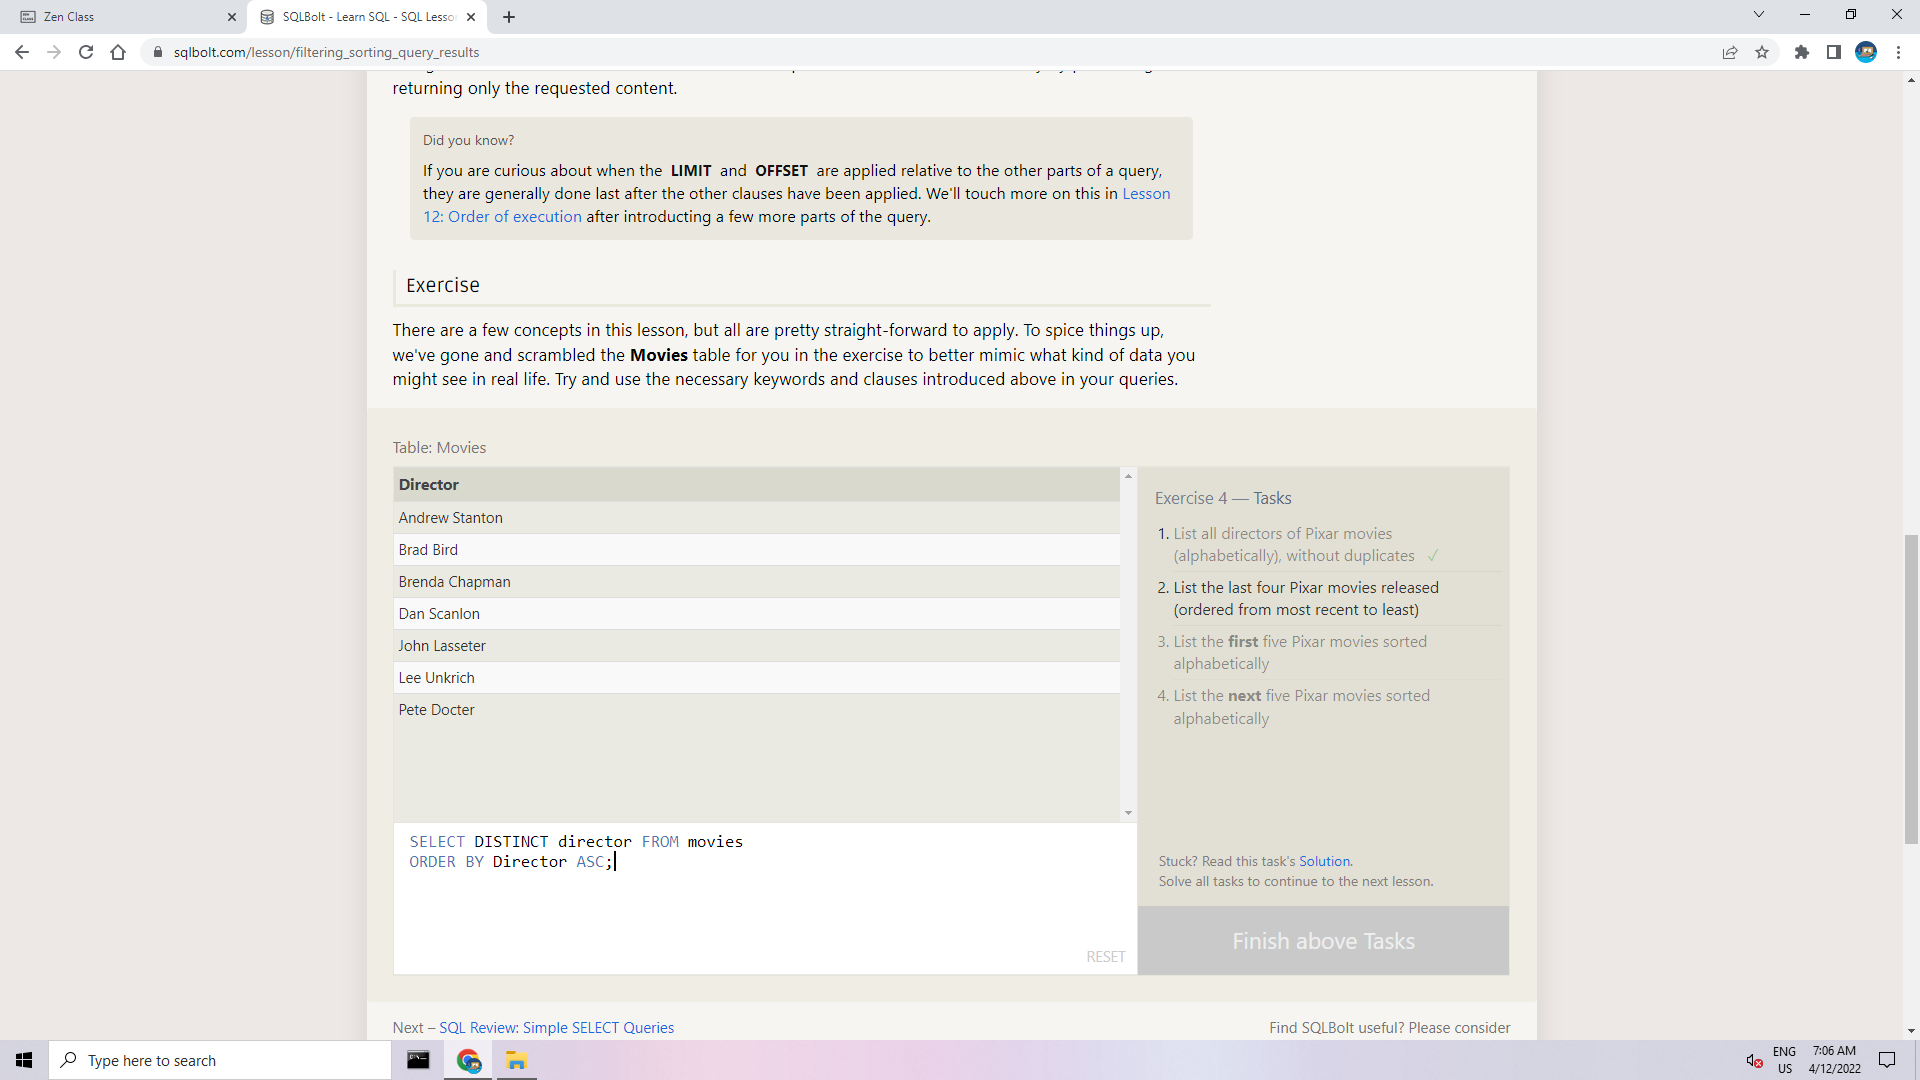 Zen Class
SQLBolt - Learn SQL - SQL Lesso
sqlbolt.com/lesson/filtering_sorting_query_results
returning only the requested content.
Did you know?
If you are curious about when the LIMIT and OFFSET are applied relative to the other parts of a query,
they are generally done last after the other clauses have been applied. We'll touch more on this in Lesson
12: Order of execution after introducting a few more parts of the query.
Exercise
There are a few concepts in this lesson, but all are pretty straight-forward to apply. To spice things up,
we've gone and scrambled the Movies table for you in the exercise to better mimic what kind of data you
might see in real life. Try and use the necessary keywords and clauses introduced above in your queries.
Table: Movies
Director
Andrew Stanton
Brad Bird
Brenda Chapman
Dan Scanlon
John Lasseter
Lee Unkrich
Pete Docter
SELECT DISTINCT director FROM movies
ORDER BY Director ASC;
RESET
Exercise 4 — Tasks
1. List all directors of Pixar movies
(alphabetically), without duplicates ✓
2. List the last four Pixar movies released
(ordered from most recent to least)
3. List the first five Pixar movies sorted
alphabetically
4. List the next five Pixar movies sorted
alphabetically
Stuck? Read this task's Solution.
Solve all tasks to continue to the next lesson.
Finish above Tasks
Next – SQL Review: Simple SELECT Queries
Find SQLBolt useful? Please consider
Type here to search
ENG
US
7:06 AM
4/12/2022